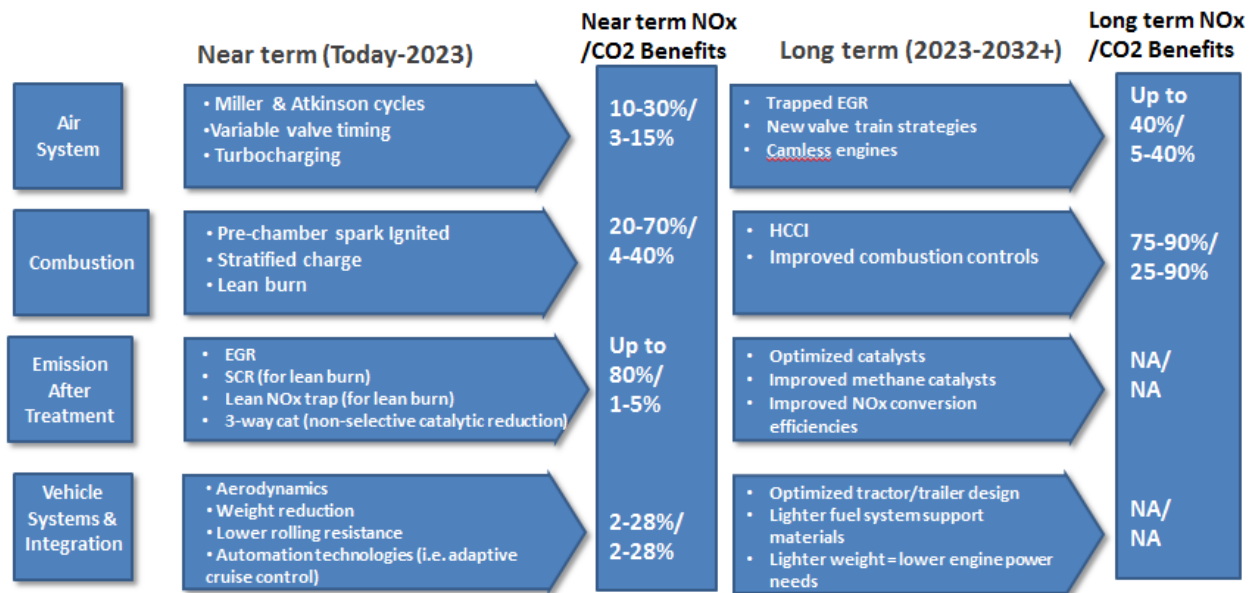 Near term (Today-2023)
Near term NOx
/CO2 Benefits
Long term (2023-2032+)
Long term NOx
/CO2 Benefits
Air
System
• Miller & Atkinson cycles
•Variable valve timing
• Turbocharging
10-30%/
3-15%
• Trapped EGR
• New valve train strategies
• Camless engines
Up to
40%/
5-40%
Combustion
• Pre-chamber spark Ignited
• Stratified charge
• Lean burn
20-70%/
4-40%
• HCCI
• Improved combustion controls
75-90%/
25-90%
Emission
After
Treatment
• EGR
• SCR (for lean burn)
• Lean NOx trap (for lean burn)
• 3-way cat (non-selective catalytic reduction)
Up to
80%/
1-5%
• Optimized catalysts
• Improved methane catalysts
• Improved NOx conversion
efficiencies
NA/
NA
Vehicle
Systems &
Integration
• Aerodynamics
• Weight reduction
• Lower rolling resistance
• Automation technologies (i.e. adaptive
cruise control)
2-28%/
2-28%
• Optimized tractor/trailer design
• Lighter fuel system support
materials
• Lighter weight = lower engine power
needs
NA/
NA